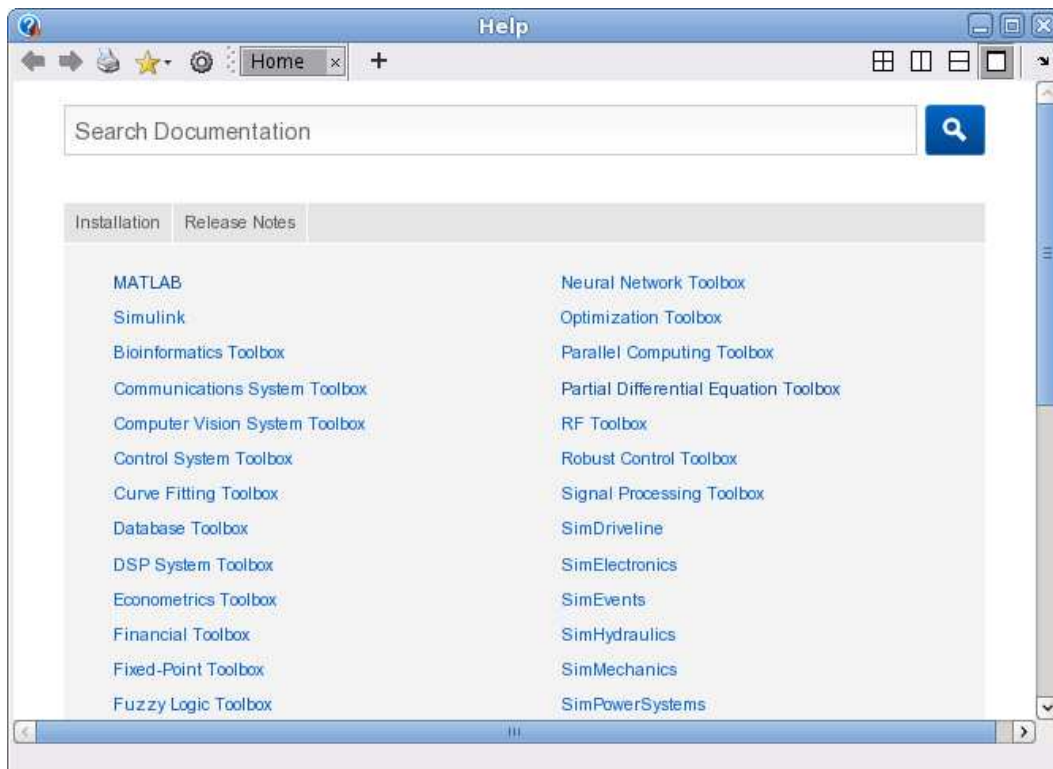 Help
Home
Search Documentation
Installation Release Notes
MATLAB
Simulink
Bioinformatics Toolbox
Communications System Toolbox
Computer Vision System Toolbox
Control System Toolbox
Curve Fitting Toolbox
Database Toolbox
DSP System Toolbox
Econometrics Toolbox
Financial Toolbox
Fixed-Point Toolbox
Fuzzy Logic Toolbox
Neural Network Toolbox
Optimization Toolbox
Parallel Computing Toolbox
Partial Differential Equation Toolbox
RF Toolbox
Robust Control Toolbox
Signal Processing Toolbox
SimDriveline
SimElectronics
SimEvents
SimHydraulics
SimMechanics
SimPowerSystems